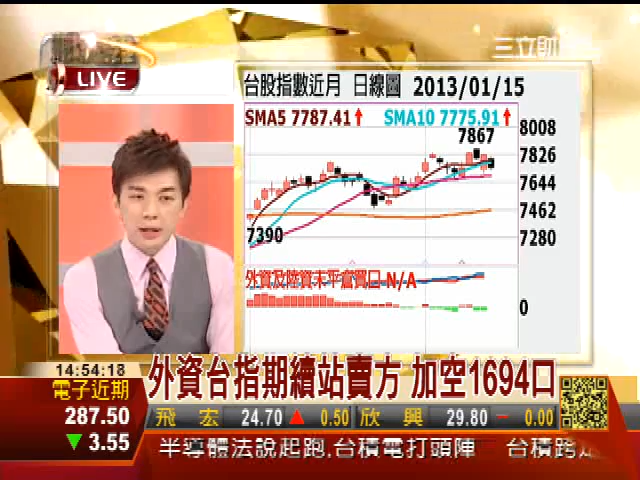 三立財
LIVE
台股指數近月 日線圖 2013/01/15
SMA5 7787.41↑ SMA10 7775.91↑
7867
8008
7826
7644
7462
7390
7280
外資及陸資未平倉買口 N/A
0
14:54:18
外資台指期續站賣方 加空1694口
電子近期
287.50
▼3.55
飛宏 24.70 ▲ 0.50 欣興 29.80 － 0.00
半導體法說起跑,台積電打頭陣 台積跨足